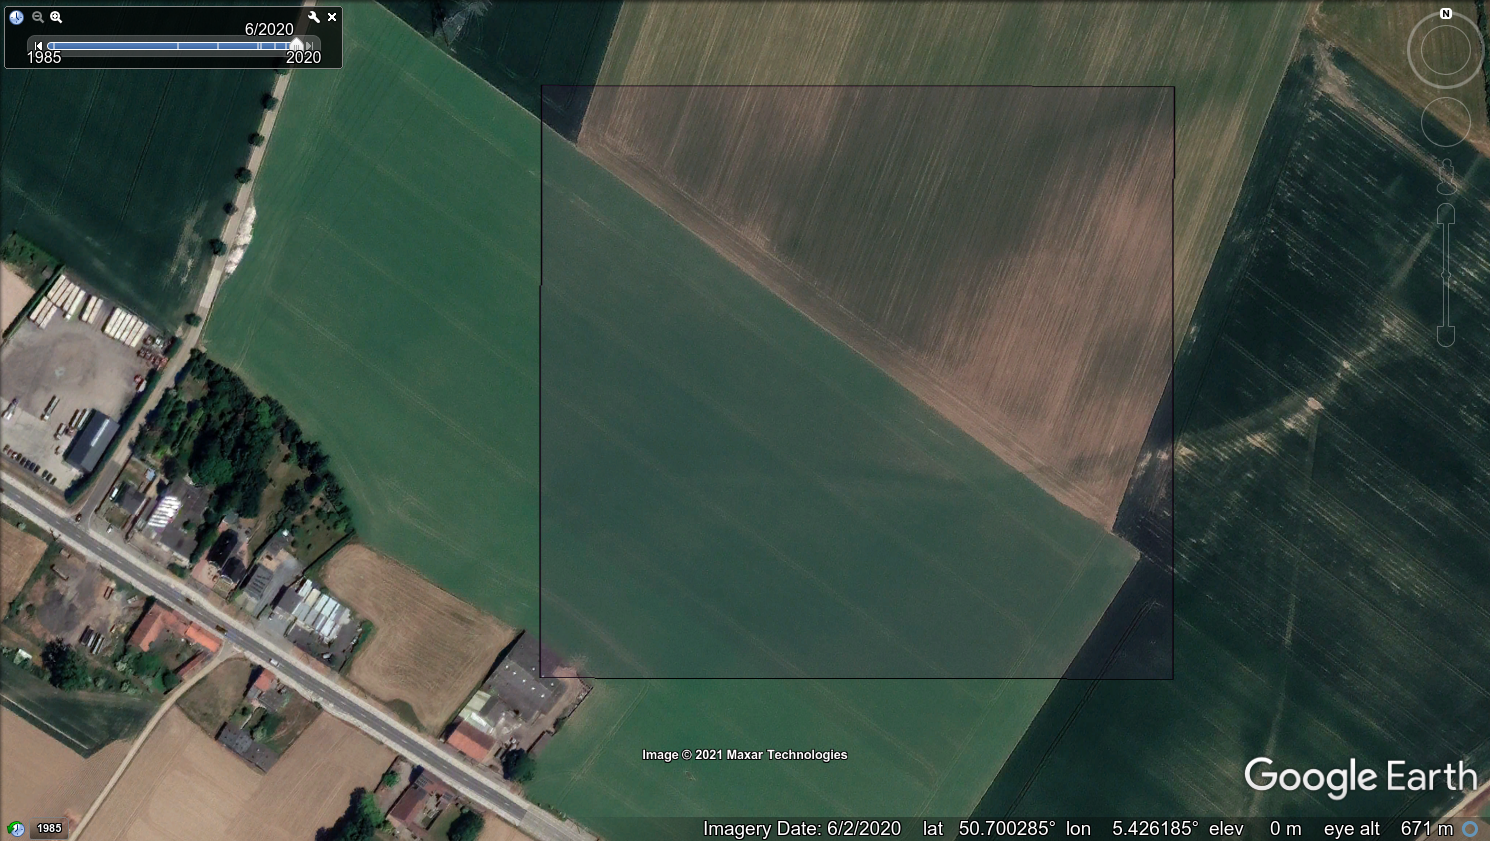 6/2020
1985
2020
N
Image © 2021 Maxar Technologies
Google Earth
1985
Imagery Date: 6/2/2020 lat 50.700285° lon 5.426185° elev 0 m eye alt 671 m